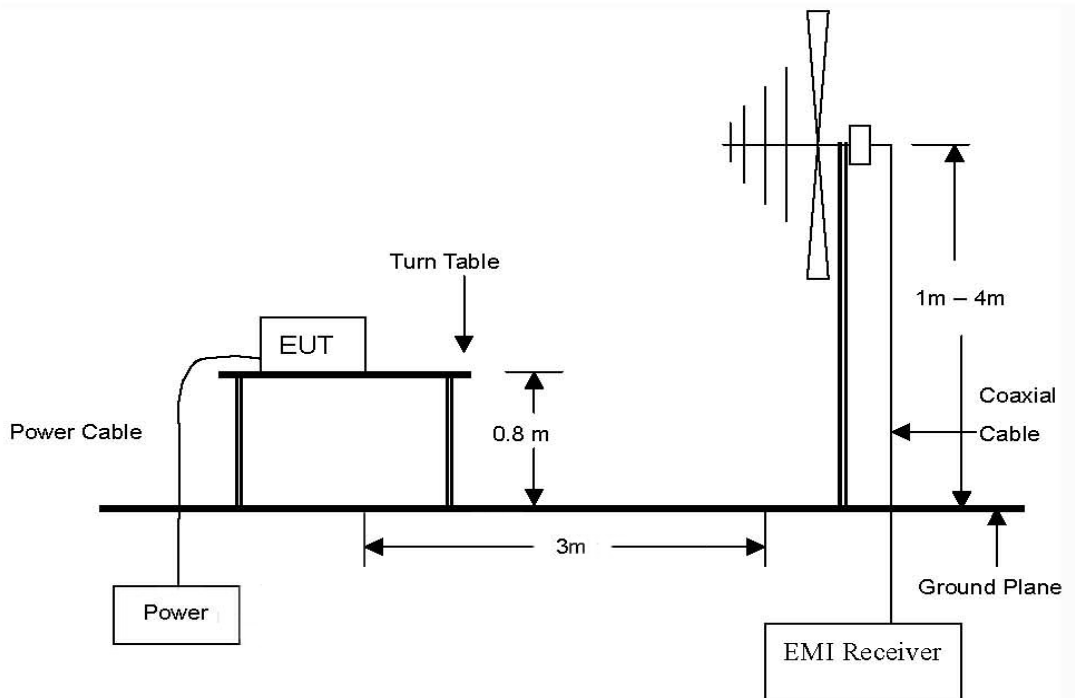 Turn Table
1m – 4m
EUT
Coaxial
Cable
Power Cable
0.8 m
3m
Ground Plane
Power
EMI Receiver